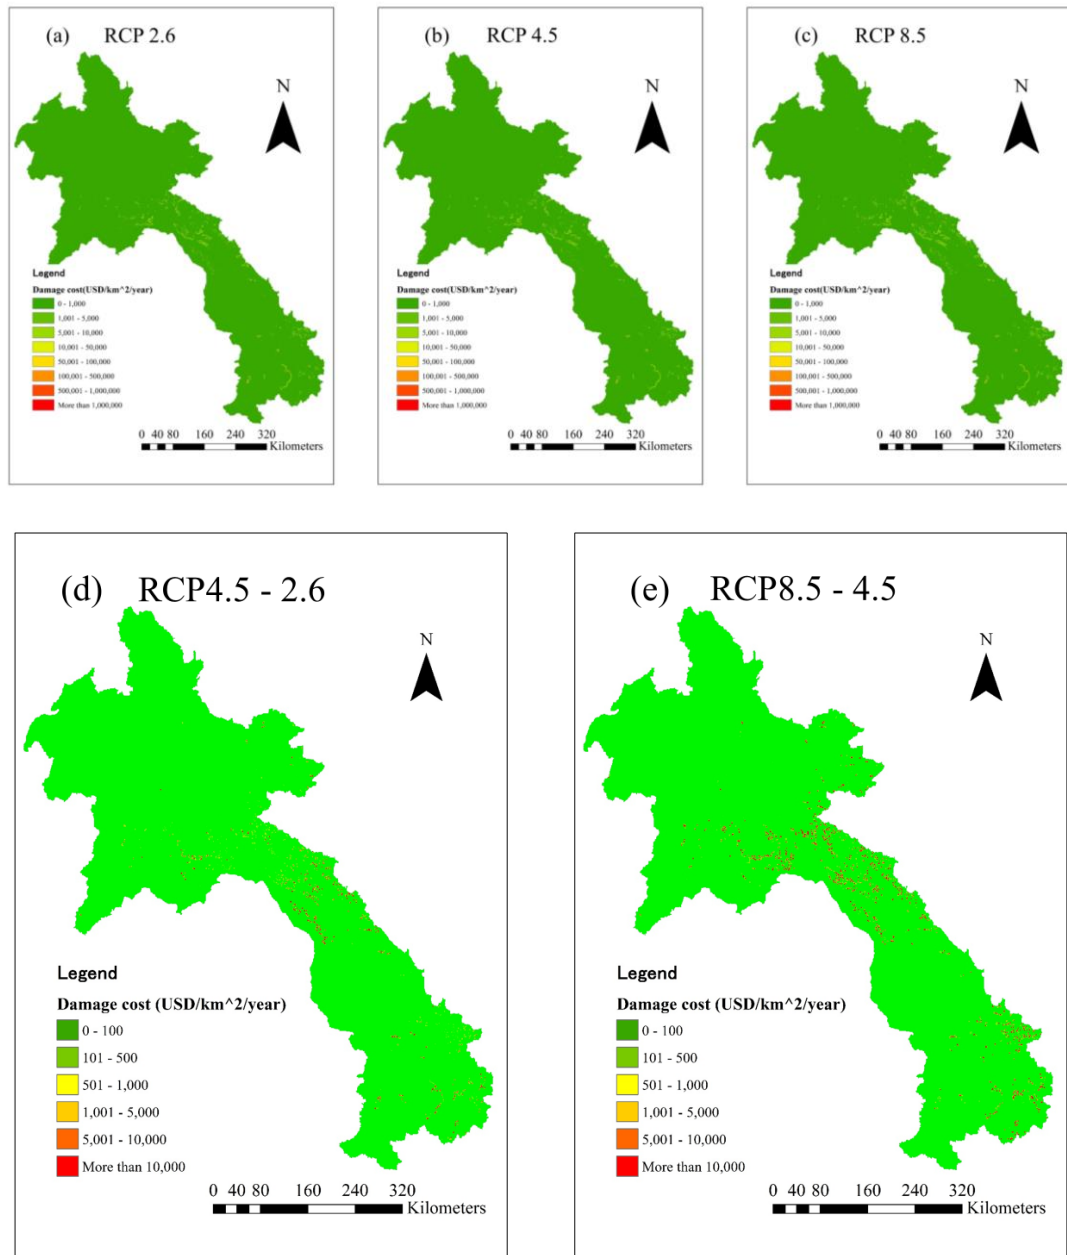 (a) RCP 2.6
N
Legend
Damage cost(USD/km^2/year)
0 - 1,000
1,001 - 5,000
5,001 - 10,000
10,001 - 50,000
50,001 - 100,000
100,001 - 500,000
500,001 - 1,000,000
More than 1,000,000
0 40 80 160 240 320
Kilometers
(b) RCP 4.5
N
Legend
Damage cost(USD/km^2/year)
0 - 1,000
1,001 - 5,000
5,001 - 10,000
10,001 - 50,000
50,001 - 100,000
100,001 - 500,000
500,001 - 1,000,000
More than 1,000,000
0 40 80 160 240 320
Kilometers
(c) RCP 8.5
N
Legend
Damage cost(USD/km^2/year)
0 - 1,000
1,001 - 5,000
5,001 - 10,000
10,001 - 50,000
50,001 - 100,000
100,001 - 500,000
500,001 - 1,000,000
More than 1,000,000
0 40 80 160 240 320
Kilometers
(d) RCP4.5 - 2.6
N
Legend
Damage cost (USD/km^2/year)
0 - 100
101 - 500
501 - 1,000
1,001 - 5,000
5,001 - 10,000
More than 10,000
0 40 80 160 240 320
Kilometers
(e) RCP8.5 - 4.5
N
Legend
Damage cost (USD/km^2/year)
0 - 100
101 - 500
501 - 1,000
1,001 - 5,000
5,001 - 10,000
More than 10,000
0 40 80 160 240 320
Kilometers